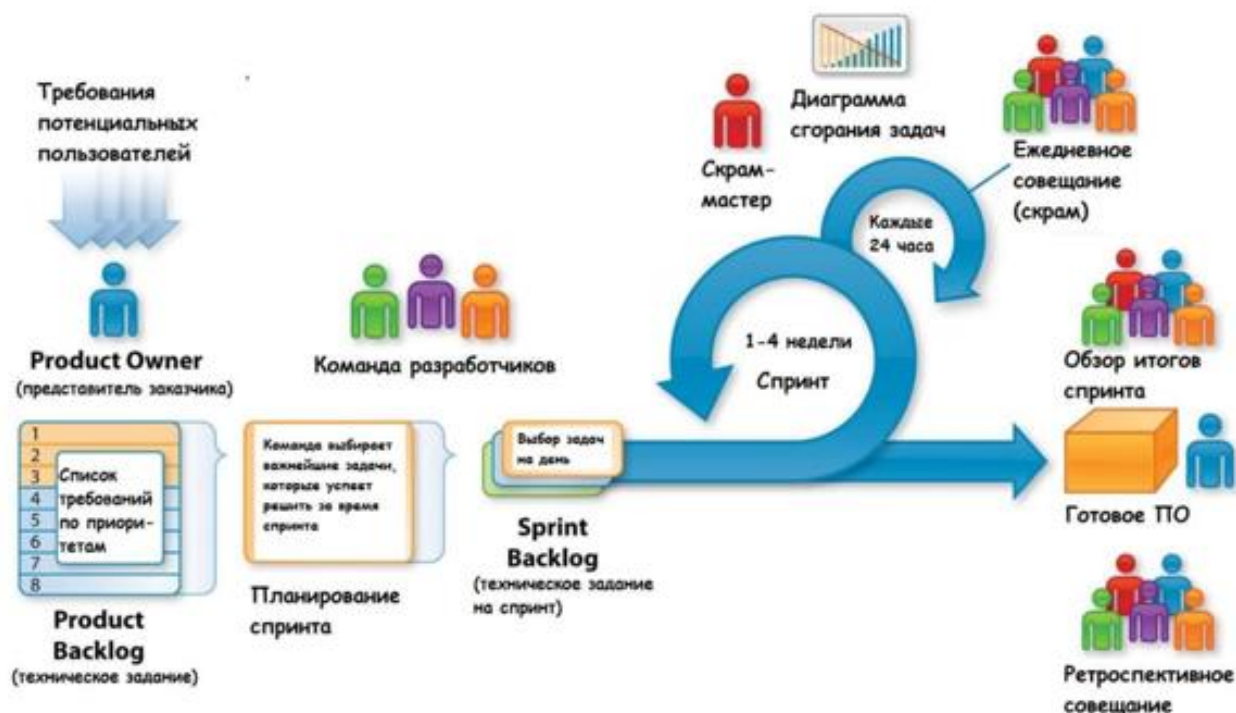 Требования
потенциальных
пользователей
Product Owner
(представитель заказчика)
1
2
3
4
5
6
7
8
Список
требований
по приори-
тетам
Product
Backlog
(техническое задание)
Команда разработчиков
Команда выбирает
важнейшие задачи,
которые успеет
решить за время
спринта
Планирование
спринта
Выбор задач
на день
Sprint
Backlog
(техническое задание
на спринт)
Скрам-
мастер
Диаграмма
сгорания задач
Каждые
24 часа
Ежедневное
совещание
(скрам)
1-4 недели
Спринт
Обзор итогов
спринта
Готовое ПО
Ретроспективное
совещание